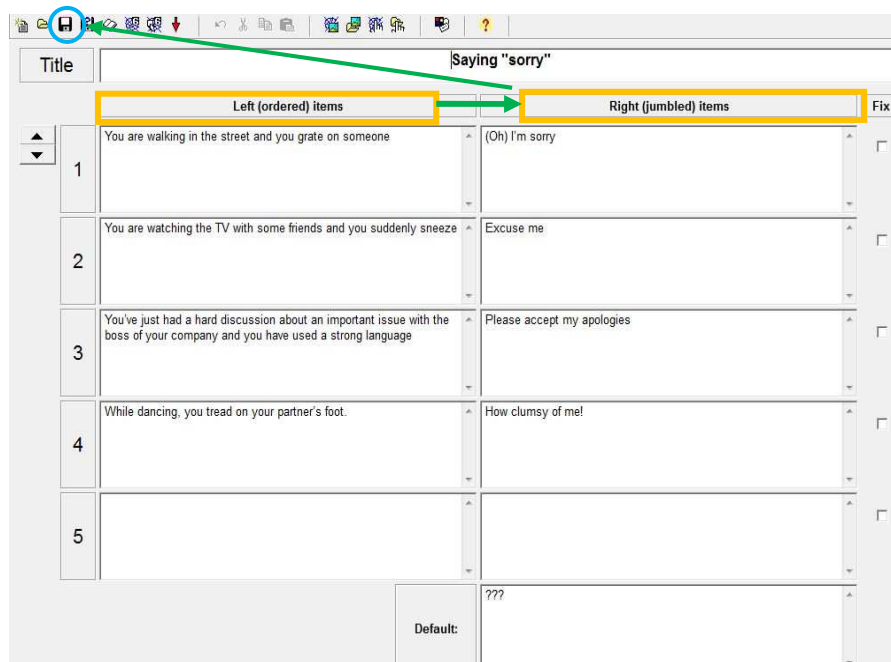 Title
Saying "sorry"
Left (ordered) items
Right (jumbled) items
Fix
1
You are walking in the street and you grate on someone
(Oh) I'm sorry
2
You are watching the TV with some friends and you suddenly sneeze
Excuse me
3
You've just had a hard discussion about an important issue with the
boss of your company and you have used a strong language
Please accept my apologies
4
While dancing, you tread on your partner's foot.
How clumsy of me!
5
Default:
???